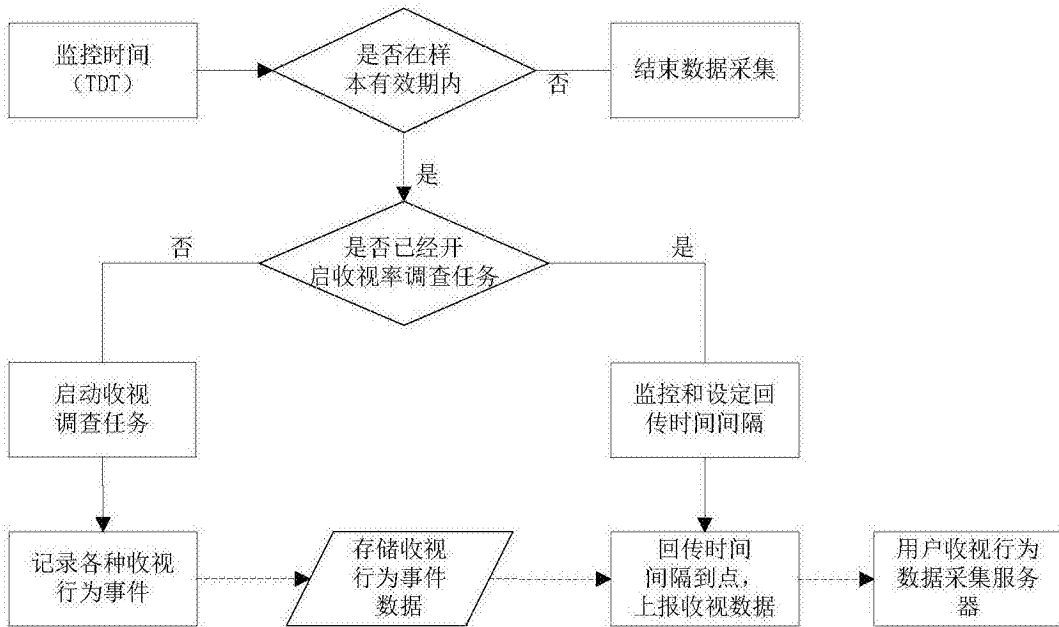 监控时间
（TDT）
是否在样
本有效期内
否
结束数据采集
是
是否已经开
启收视率调查任务
否
是
启动收视
调查任务
监控和设定回
传时间间隔
记录各种收视
行为事件
存储收视
行为事件
数据
回传时间
间隔到点，
上报收视数据
用户收视行为
数据采集服务
器